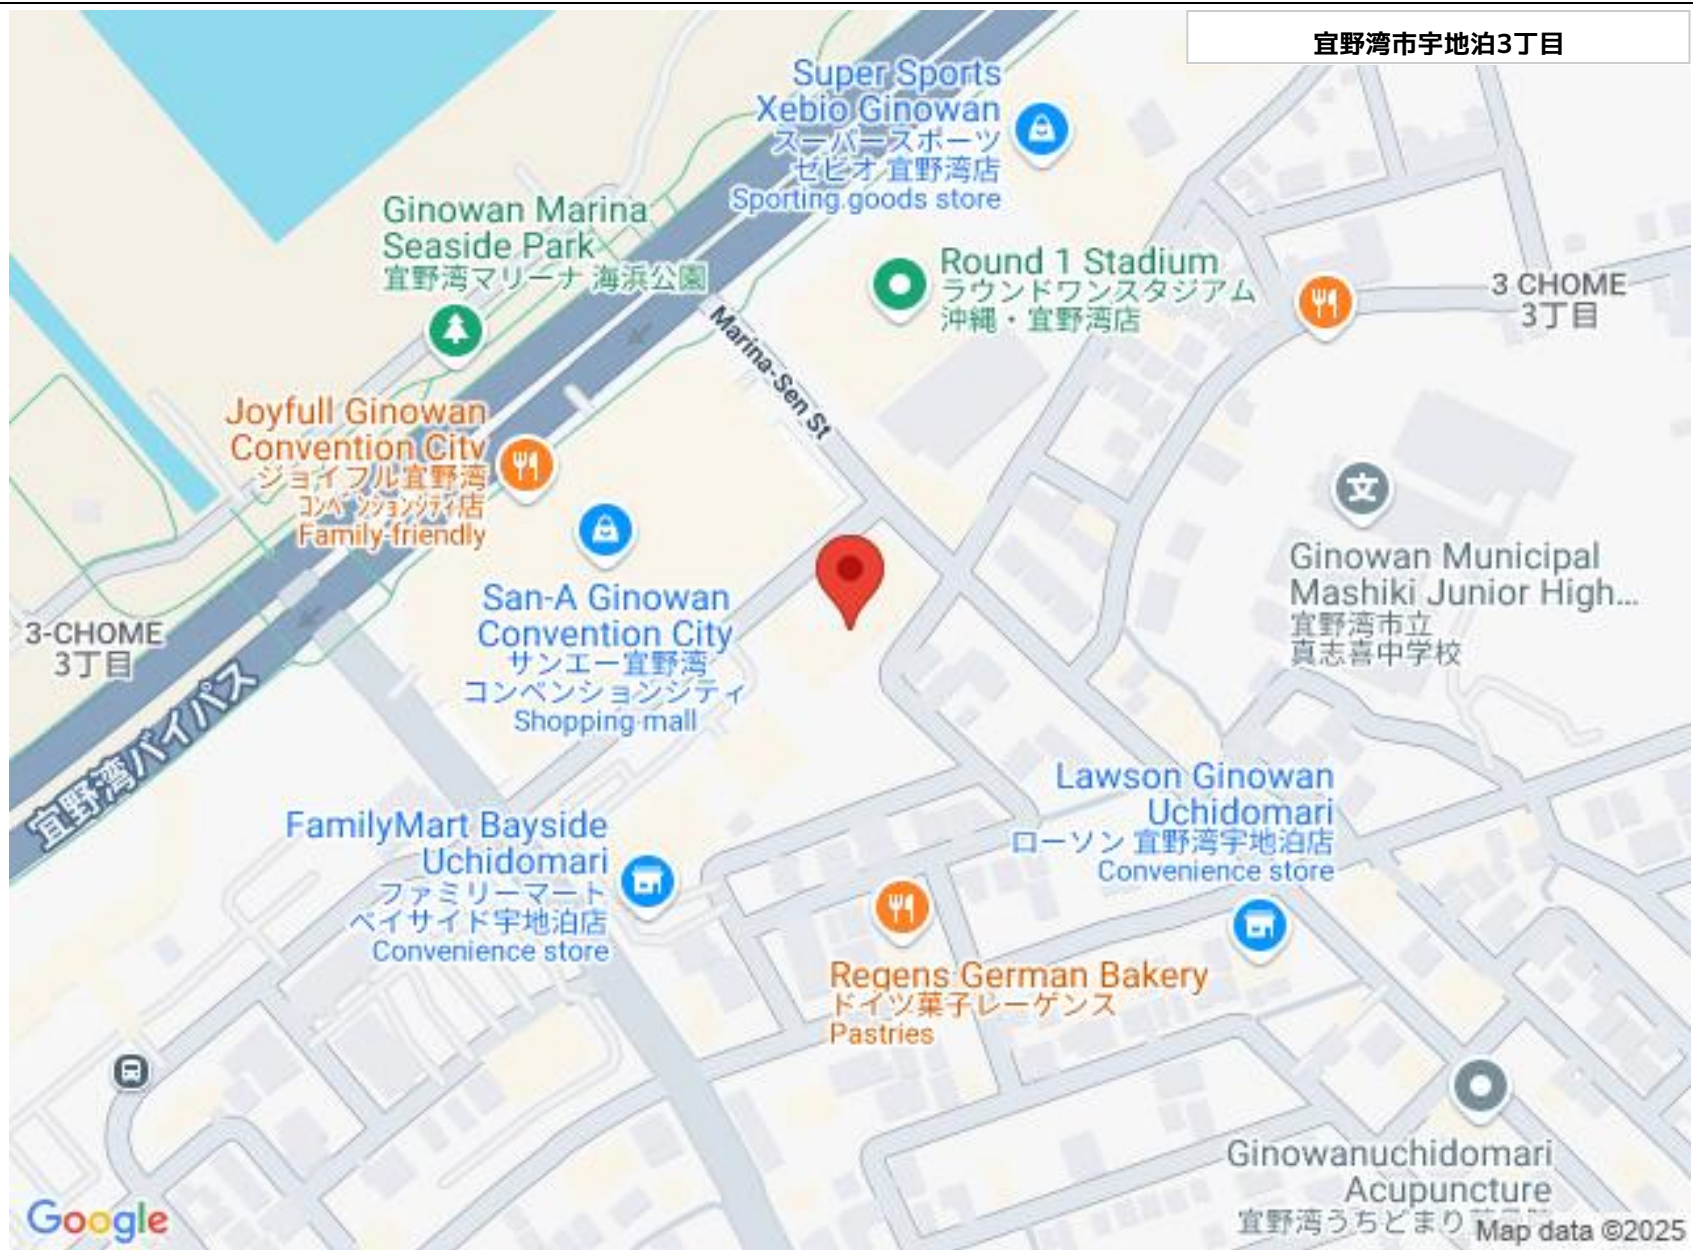 宜野湾市宇地泊3丁目
Super Sports
Xebio Ginowan
スーパースポーツ
ゼビオ 宜野湾店
Sporting goods store
Ginowan Marina
Seaside Park
宜野湾マリーナ 海浜公園
Round 1 Stadium
ラウンドワンスタジアム
沖縄・宜野湾店
3 CHOME
3丁目
Marina-Sen St
Joyfull Ginowan
Convention City
ジョイフル宜野湾
コンベンションシティ店
Family-friendly
San-A Ginowan
Convention City
サンエー宜野湾
コンベンションシティ
Shopping mall
Ginowan Municipal
Mashiki Junior High...
宜野湾市立
真志喜中学校
3-CHOME
3丁目
宜野湾バイパス
Lawson Ginowan
Uchidomari
ローソン 宜野湾宇地泊店
Convenience store
FamilyMart Bayside
Uchidomari
ファミリーマート
ベイサイド宇地泊店
Convenience store
Regens German Bakery
ドイツ菓子レーゲンス
Pastries
Ginowanuchidomari
Acupuncture
宜野湾うちどまり
Google
Map data ©2025